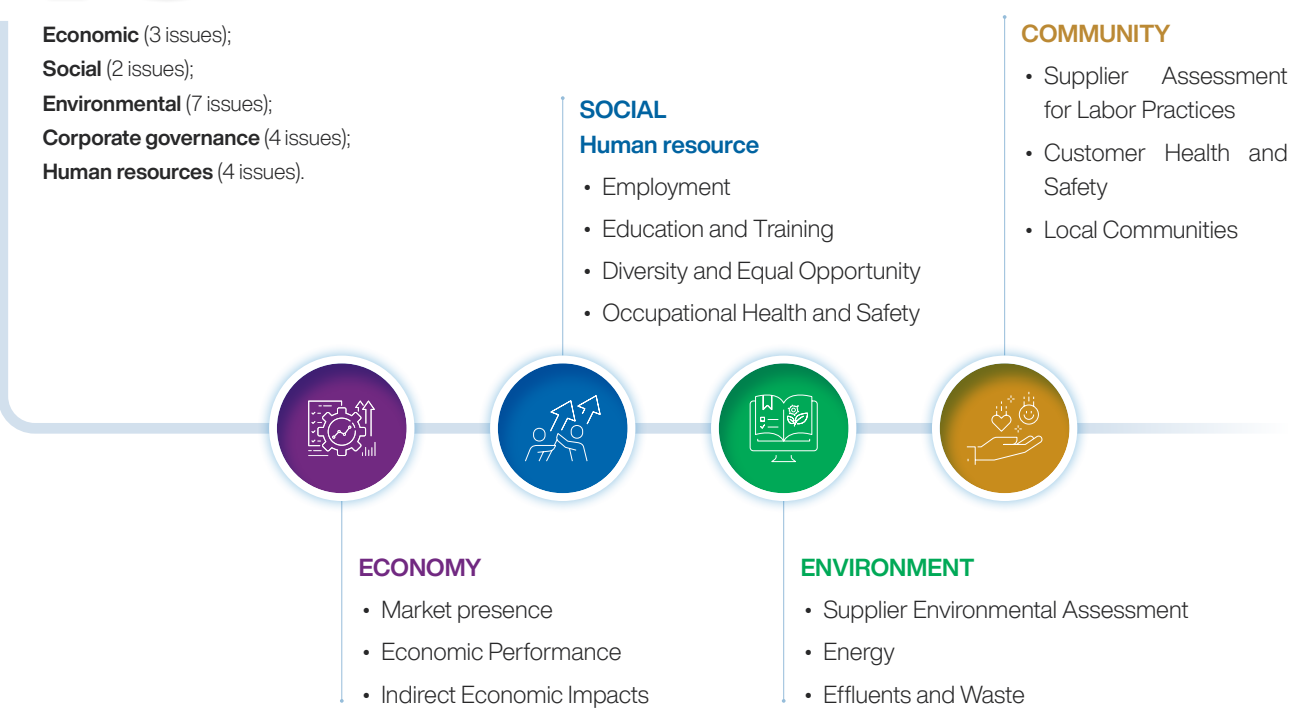 Economic (3 issues);
Social (2 issues);
Environmental (7 issues);
Corporate governance (4 issues);
Human resources (4 issues).
SOCIAL
Human resource
• Employment
• Education and Training
• Diversity and Equal Opportunity
• Occupational Health and Safety
COMMUNITY
• Supplier Assessment
for Labor Practices
• Customer Health and
Safety
• Local Communities
ECONOMY
• Market presence
• Economic Performance
• Indirect Economic Impacts
ENVIRONMENT
• Supplier Environmental Assessment
• Energy
• Effluents and Waste